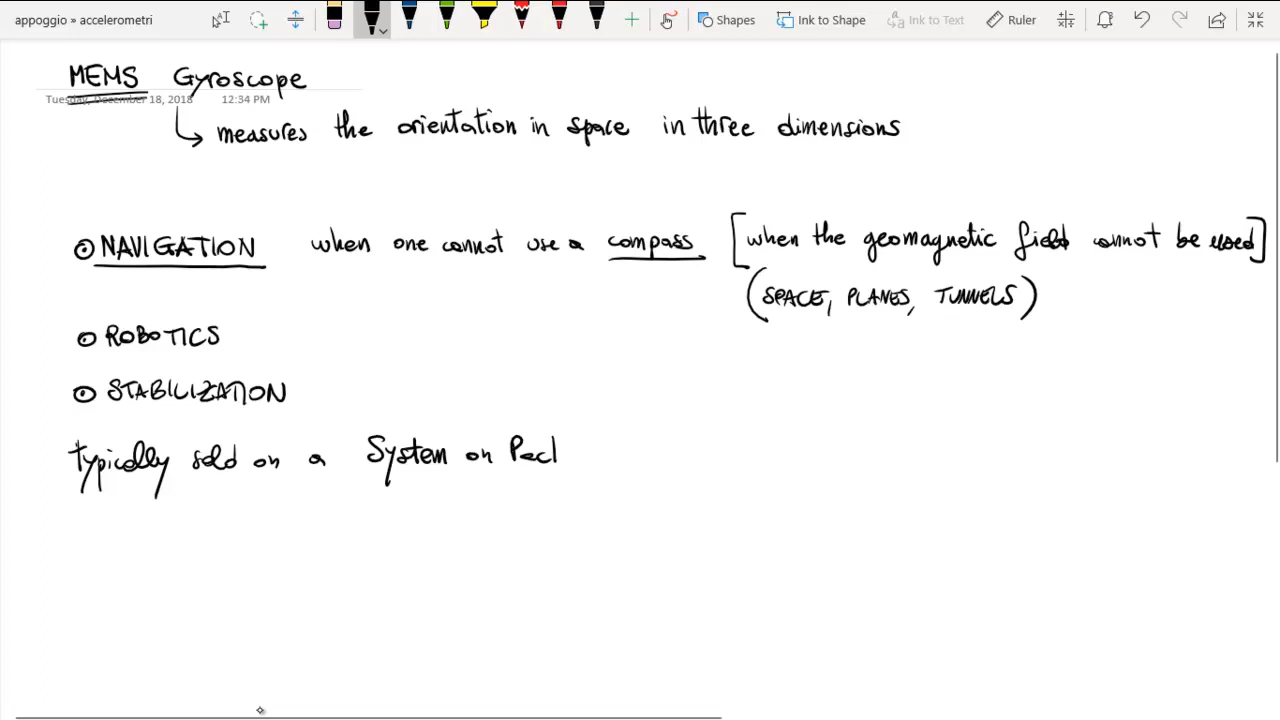 appoggio » accelerometri
Shapes
Ink to Shape
Ink to Text
Ruler
MEMS Gyroscope
Tuesday, December 18, 2018 12:34 PM
measures the orientation in space in three dimensions
NAVIGATION when one cannot use a compass [when the geomagnetic field cannot be used]
(SPACE, PLANES, TUNNELS)
ROBOTICS
STABILIZATION
typically sold on a System on Pacl